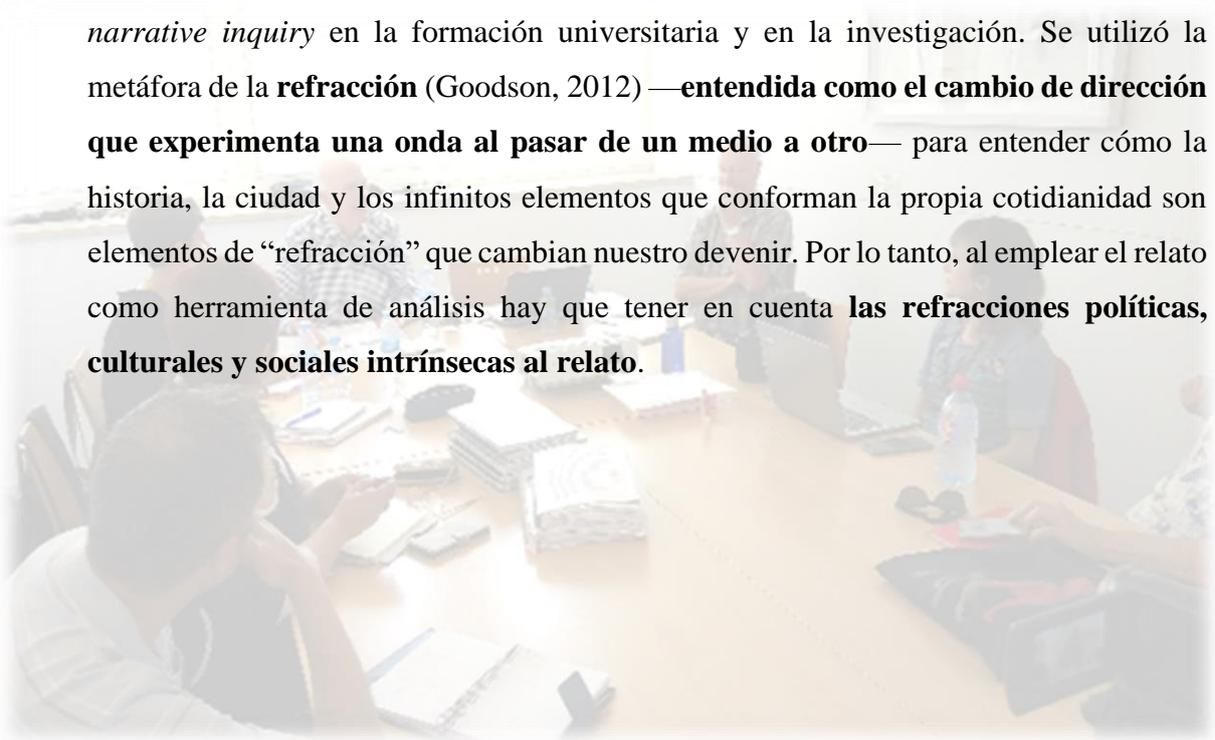 narrative inquiry en la formación universitaria y en la investigación. Se utilizó la
metáfora de la refracción (Goodson, 2012) —entendida como el cambio de dirección
que experimenta una onda al pasar de un medio a otro— para entender cómo la
historia, la ciudad y los infinitos elementos que conforman la propia cotidianidad son
elementos de “refracción” que cambian nuestro devenir. Por lo tanto, al emplear el relato
como herramienta de análisis hay que tener en cuenta las refracciones políticas,
culturales y sociales intrínsecas al relato.